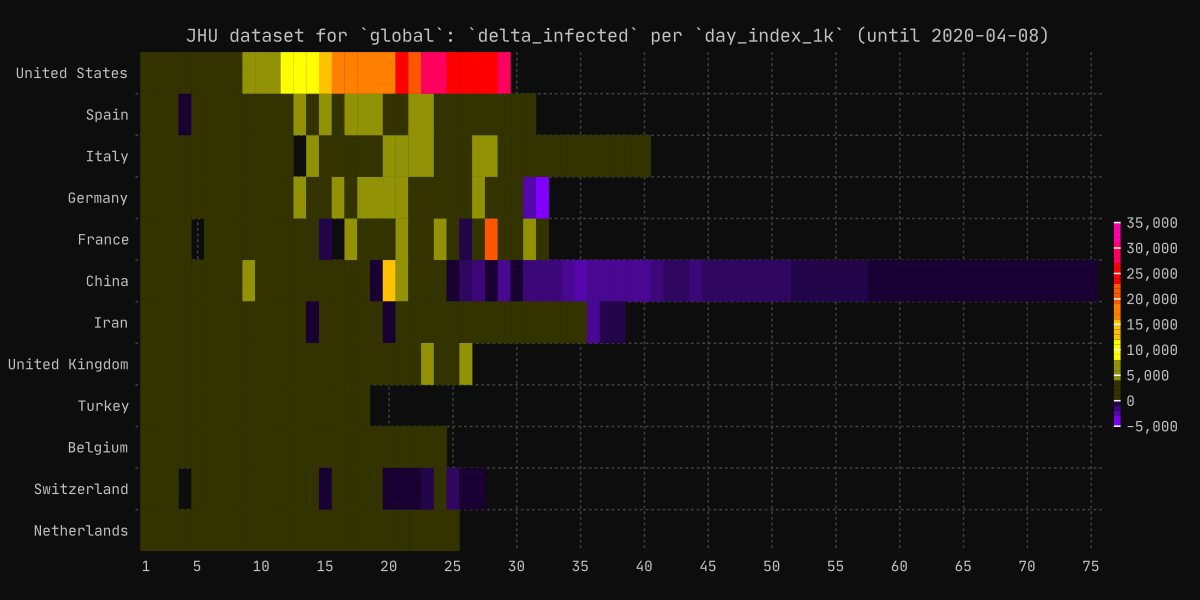 JHU dataset for `global`: `delta_infected` per `day_index_1k` (until 2020-04-08)
United States
Spain
Italy
Germany
France
China
Iran
United Kingdom
Turkey
Belgium
Switzerland
Netherlands
35,000
30,000
25,000
20,000
15,000
10,000
5,000
0
−5,000
1 5 10 15 20 25 30 35 40 45 50 55 60 65 70 75